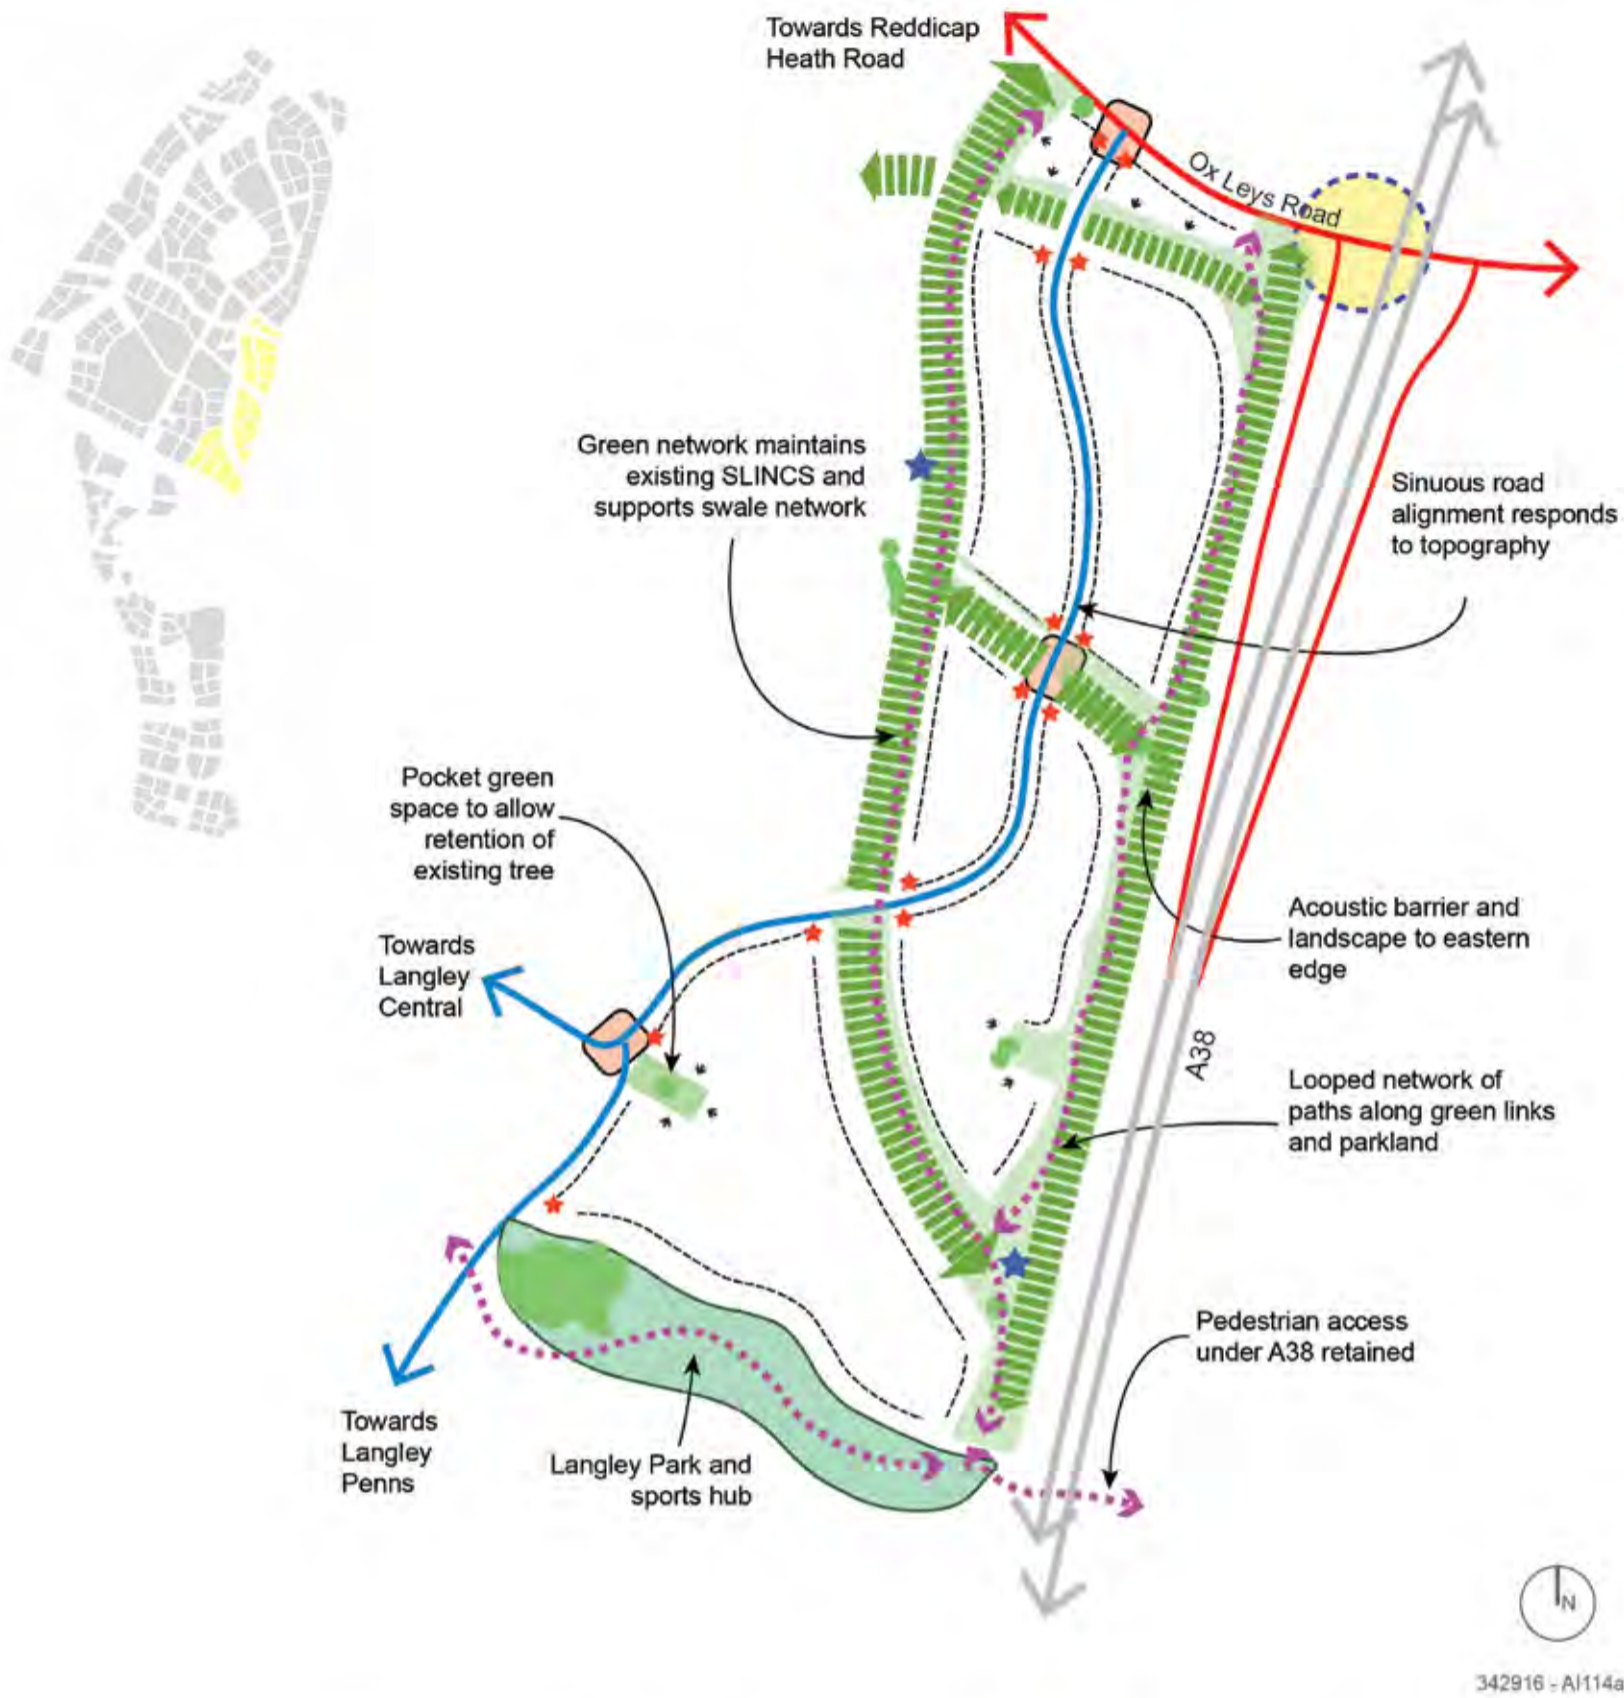 Towards Reddicap
Heath Road
Ox Leys Road
Green network maintains
existing SLINCS and
supports swale network
Sinuous road
alignment responds
to topography
Pocket green
space to allow
retention of
existing tree
Acoustic barrier and
landscape to eastern
edge
Towards
Langley
Central
A38
Looped network of
paths along green links
and parkland
Pedestrian access
under A38 retained
Towards
Langley
Penns
Langley Park and
sports hub
N
342916 - AI114a